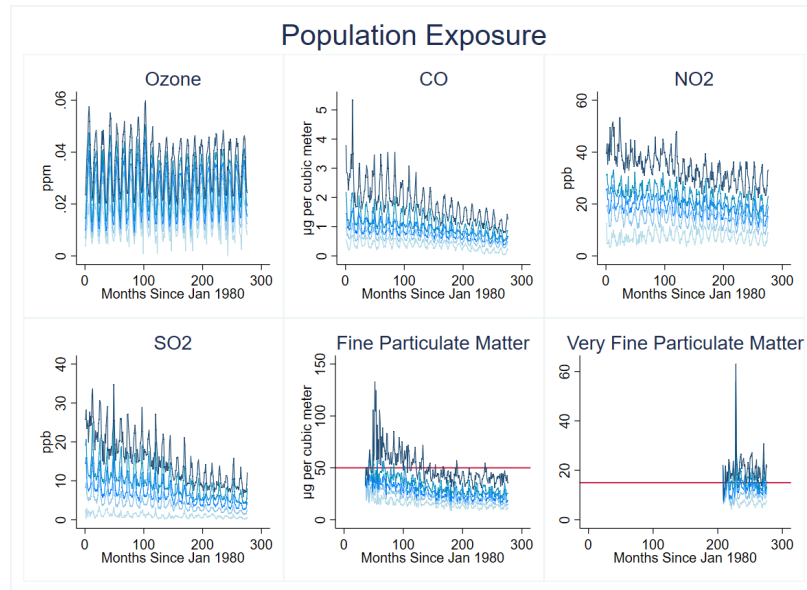 Population Exposure
Ozone
ppm
0
.02
.04
.06
0
100
200
300
Months Since Jan 1980
CO
µg per cubic meter
0
1
2
3
4
5
0
100
200
300
Months Since Jan 1980
NO2
ppb
0
20
40
60
0
100
200
300
Months Since Jan 1980
SO2
ppb
0
10
20
30
40
0
100
200
300
Months Since Jan 1980
Fine Particulate Matter
µg per cubic meter
0
50
100
150
0
100
200
300
Months Since Jan 1980
Very Fine Particulate Matter
0
20
40
60
0
100
200
300
Months Since Jan 1980